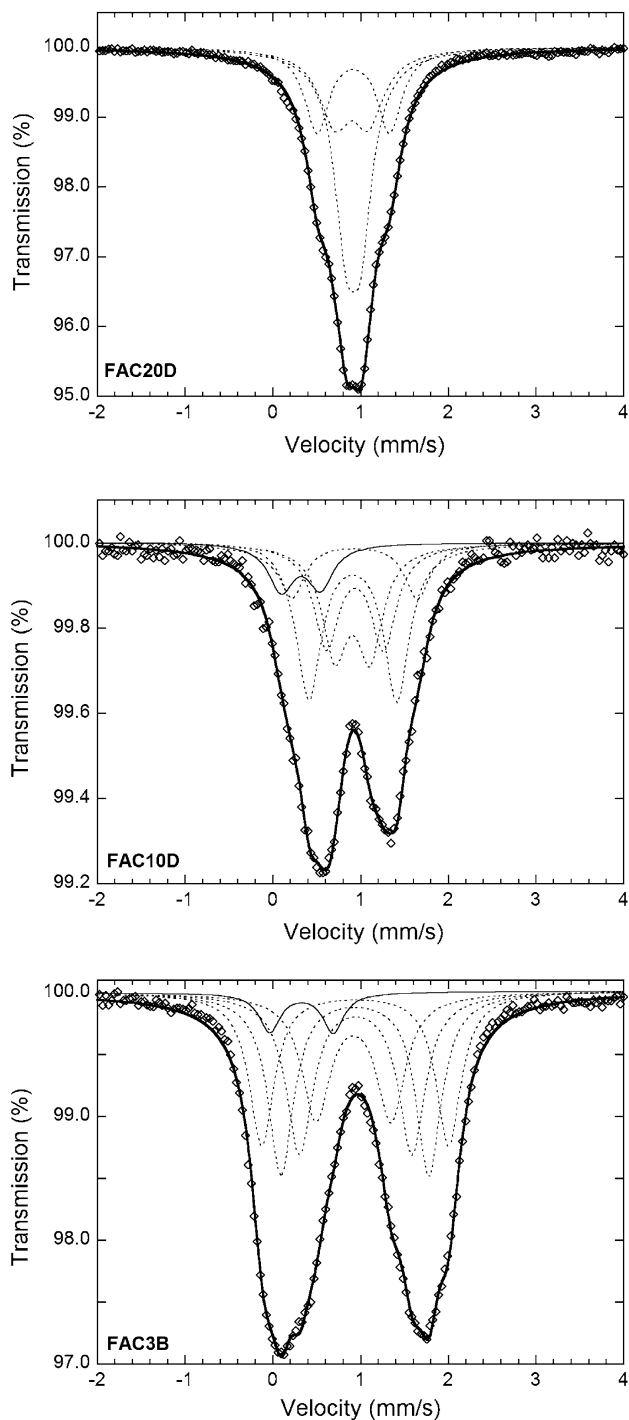 100.0
99.0
98.0
97.0
96.0
95.0
Transmission (%)
FAC20D
-2 -1 0 1 2 3 4
Velocity (mm/s)
100.0
99.8
99.6
99.4
99.2
Transmission (%)
FAC10D
-2 -1 0 1 2 3 4
Velocity (mm/s)
100.0
99.0
98.0
97.0
Transmission (%)
FAC3B
-2 -1 0 1 2 3 4
Velocity (mm/s)